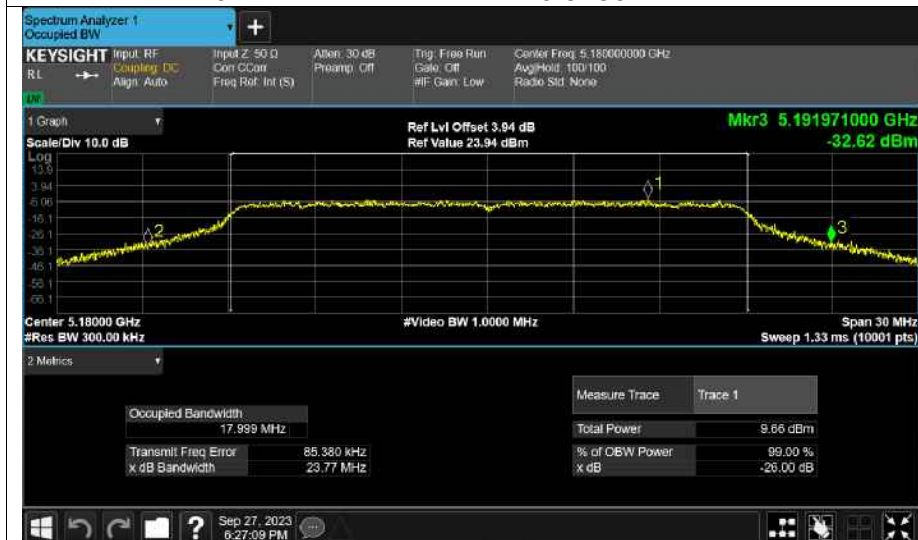 Spectrum Analyzer 1
Occupied BW
+
KEYSIGHT
Input: RF
Coupling: DC
Align: Auto
RL
Input Z: 50 Ω
Corr CCorr
Freq Ref: Int (S)
Atten: 30 dB
Preamp: Off
Trig: Free Run
Gate: Off
#IF Gain: Low
Center Freq: 5.180000000 GHz
Avg|Hold: 100/100
Radio Std: None
1 Graph
Scale/Div 10.0 dB
Ref Lvl Offset 3.94 dB
Ref Value 23.94 dBm
Mkr3 5.191971000 GHz
-32.62 dBm
Log
13.9
3.94
-6.06
-16.1
-26.1
-36.1
-46.1
-56.1
-66.1
1
2
3
Center 5.18000 GHz
#Res BW 300.00 kHz
#Video BW 1.0000 MHz
Span 30 MHz
Sweep 1.33 ms (10001 pts)
2 Metrics
Occupied Bandwidth
17.999 MHz
Transmit Freq Error 85.380 kHz
x dB Bandwidth 23.77 MHz
Measure Trace Trace 1
Total Power 9.66 dBm
% of OBW Power 99.00 %
x dB -26.00 dB
?
Sep 27, 2023
6:27:09 PM